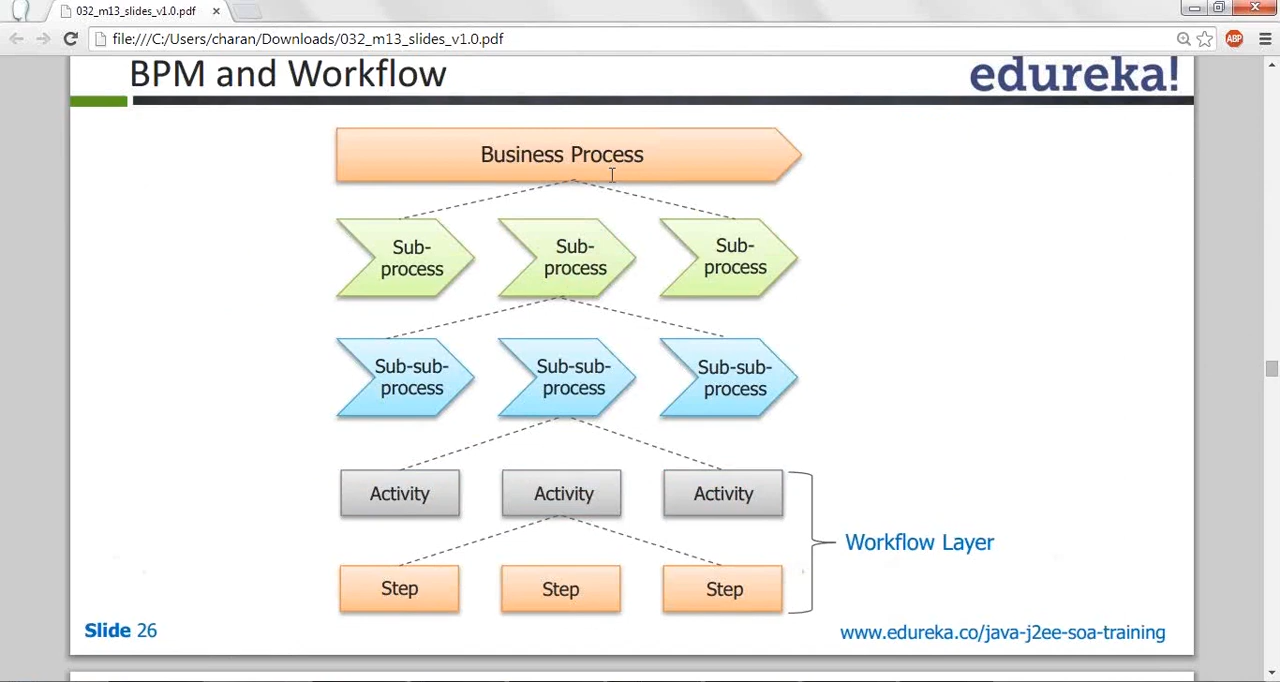 032_m13_slides_v1.0.pdf
file:///C:/Users/charan/Downloads/032_m13_slides_v1.0.pdf
ABP
BPM and Workflow
edureka!
Business Process
Sub-
process
Sub-
process
Sub-
process
Sub-sub-
process
Sub-sub-
process
Sub-sub-
process
Activity
Activity
Activity
Workflow Layer
Step
Step
Step
Slide 26
www.edureka.co/java-j2ee-soa-training